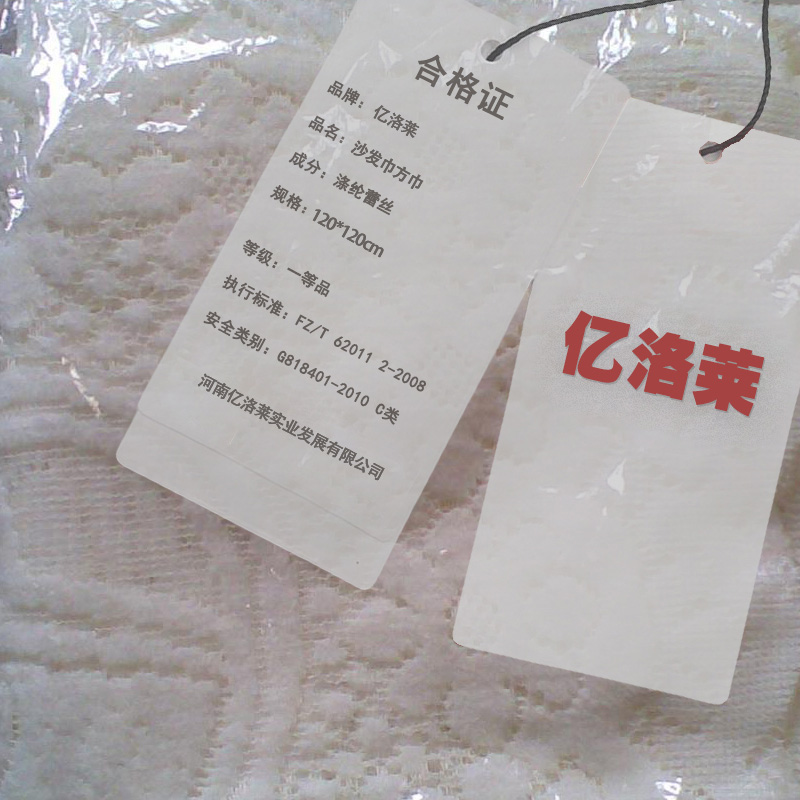 合格证
品牌：亿洛莱
品名：沙发巾方巾
成分：涤纶蕾丝
规格：120*120cm
等级：一等品
执行标准：FZ/T 62011 2-2008
安全类别：G818401-2010 C类
河南亿洛莱实业发展有限公司
亿洛莱